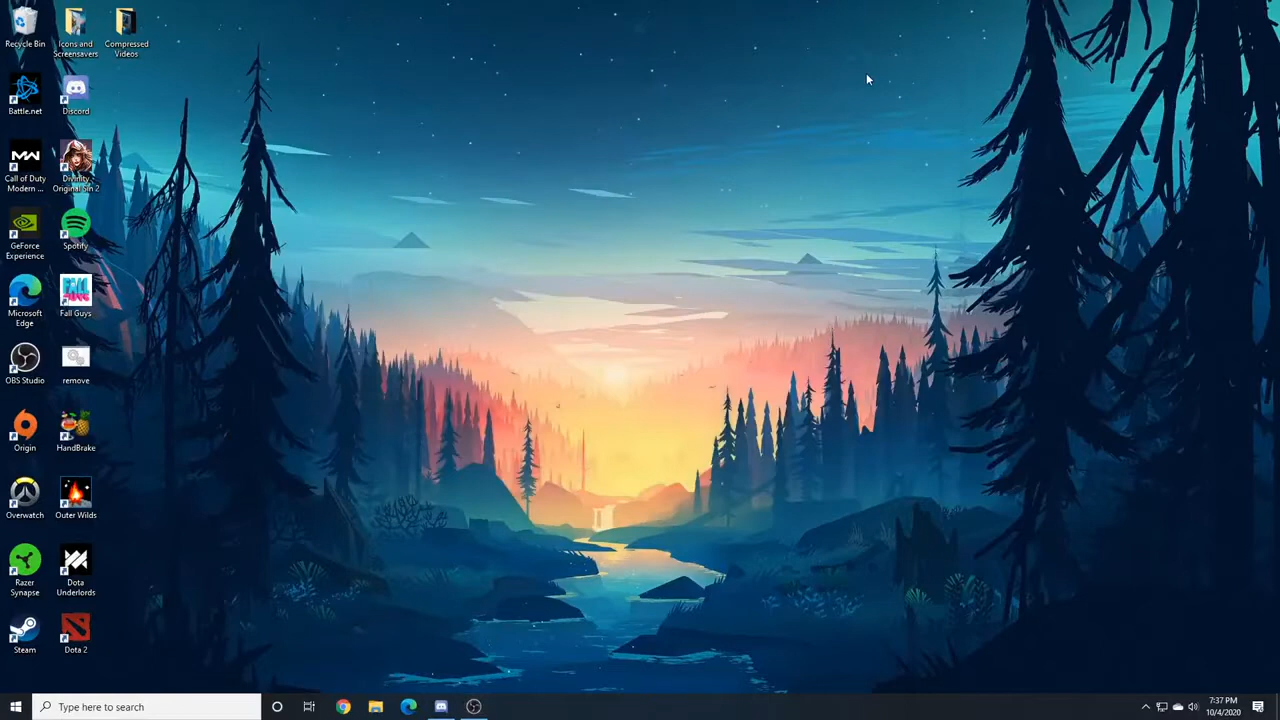 Recycle Bin
Icons and
Screensavers
Compressed
Videos
Battle.net
Discord
MW
Call of Duty
Modern ...
Divinity -
Original Sin 2
GeForce
Experience
Spotify
Microsoft
Edge
FALL
GUYS
Fall Guys
OBS Studio
remove
Origin
HandBrake
Overwatch
Outer Wilds
Razer
Synapse
Dota
Underlords
Steam
Dota 2
Type here to search
7:37 PM
10/4/2020